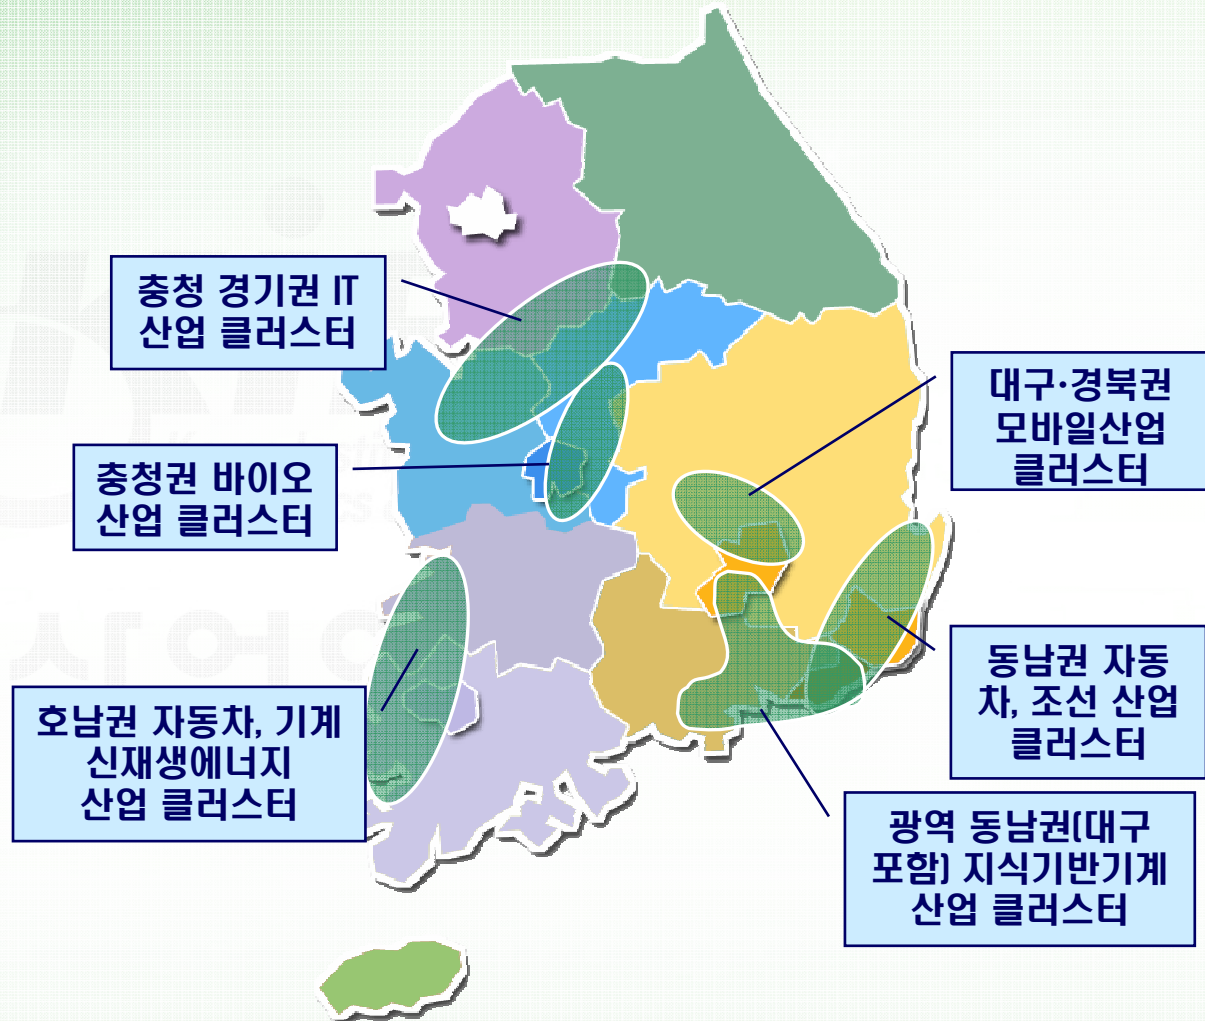 충청 경기권 IT
산업 클러스터
대구·경북권
모바일산업
클러스터
충청권 바이오
산업 클러스터
동남권 자동
차, 조선 산업
클러스터
호남권 자동차, 기계
신재생에너지
산업 클러스터
광역 동남권(대구
포함) 지식기반기계
산업 클러스터